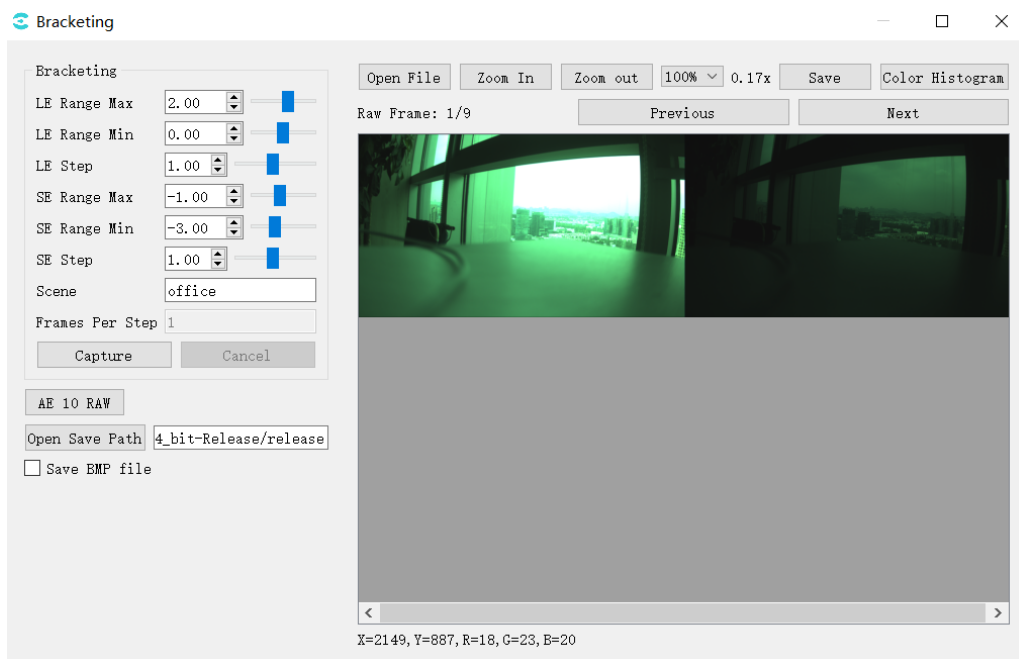 Bracketing
Bracketing
LE Range Max 2.00
LE Range Min 0.00
LE Step 1.00
SE Range Max -1.00
SE Range Min -3.00
SE Step 1.00
Scene office
Frames Per Step 1
Capture Cancel
AE 10 RAW
Open Save Path 4_bit-Release/release
Save BMP file
Open File Zoom In Zoom out 100% 0.17x Save Color Histogram
Raw Frame: 1/9 Previous Next
X=2149,Y=887,R=18,G=23,B=20